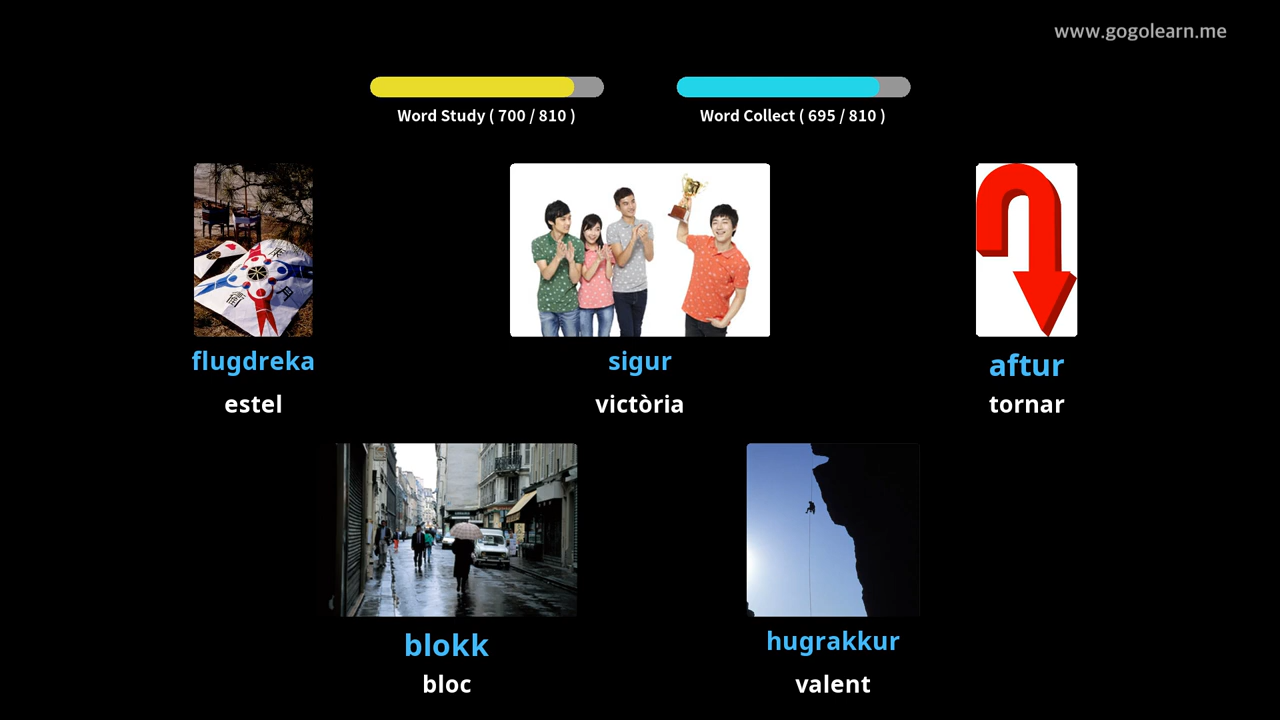 www.gogolearn.me
Word Study ( 700 / 810 )
Word Collect ( 695 / 810 )
flugdreka
estel
sigur
victòria
aftur
tornar
blokk
bloc
hugrakkur
valent